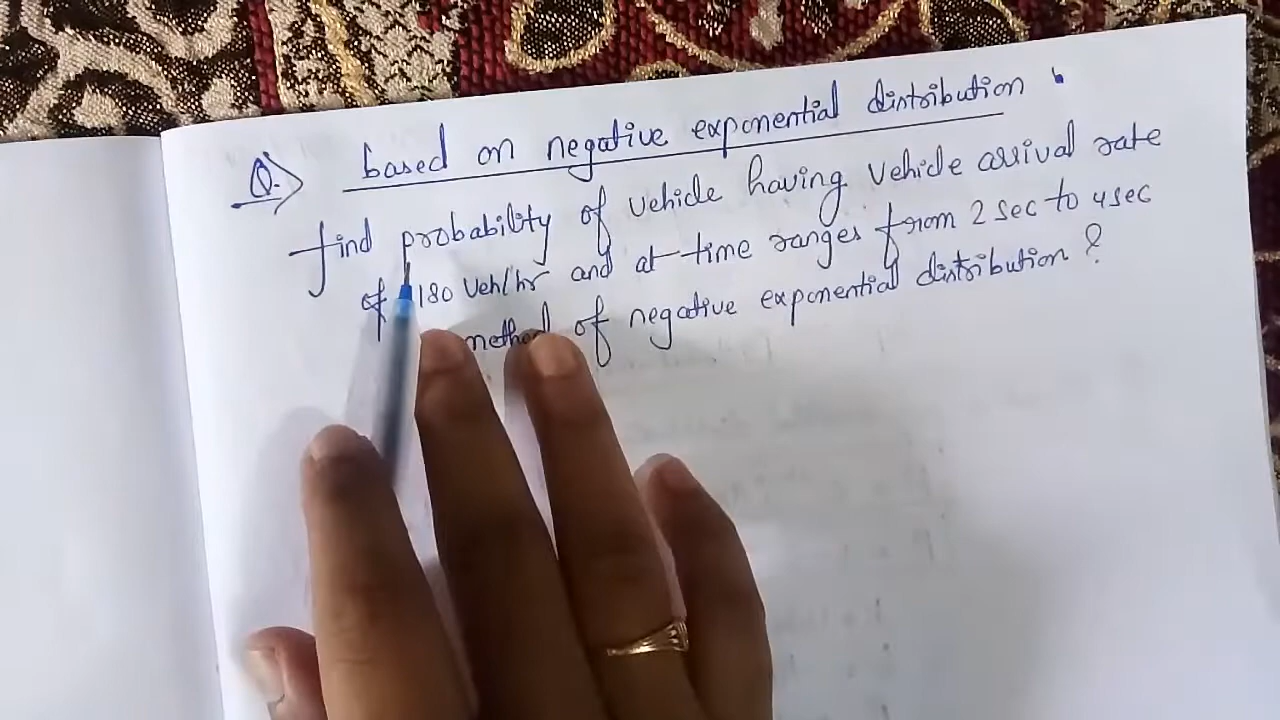 Q.> based on negative exponential distribution
find probability of vehicle having vehicle arrival rate
of 180 Veh/hr and at time ranges from 2 sec to 4 sec
method of negative exponential distribution ?